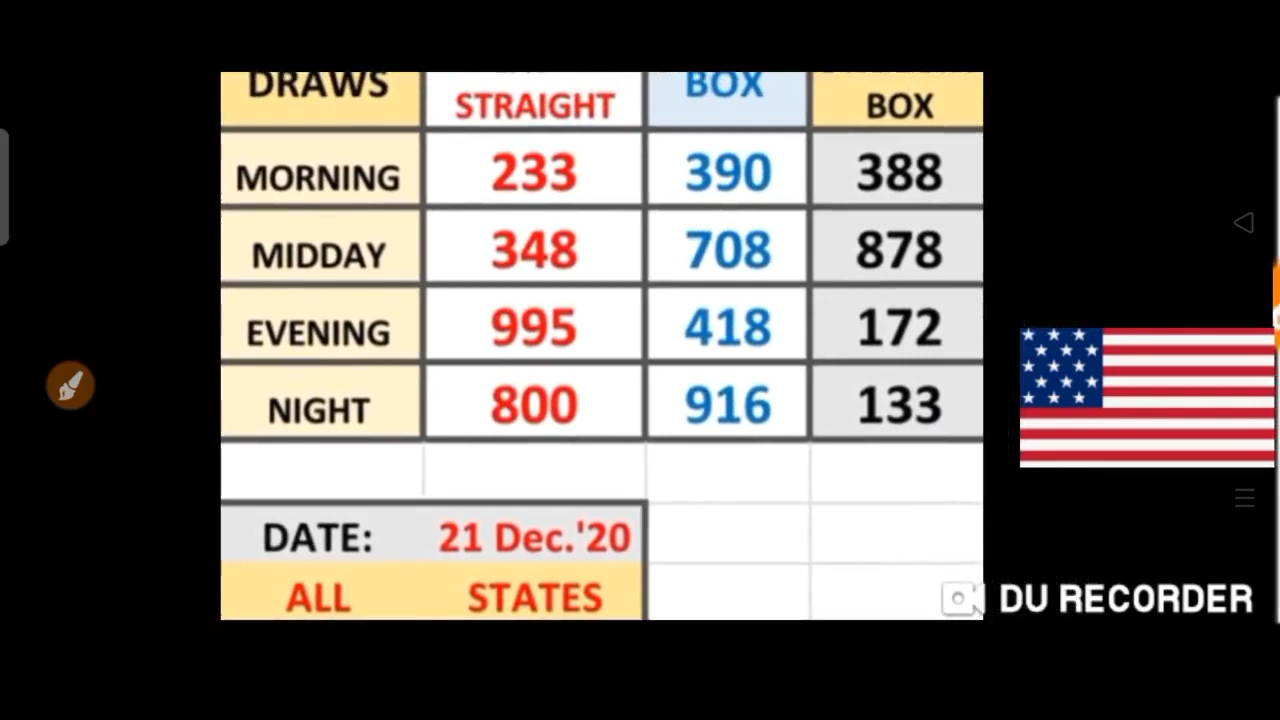 DRAWS BOX
STRAIGHT BOX
MORNING 233 390 388
MIDDAY 348 708 878
EVENING 995 418 172
NIGHT 800 916 133
DATE: 21 Dec.'20
ALL STATES
DU RECORDER